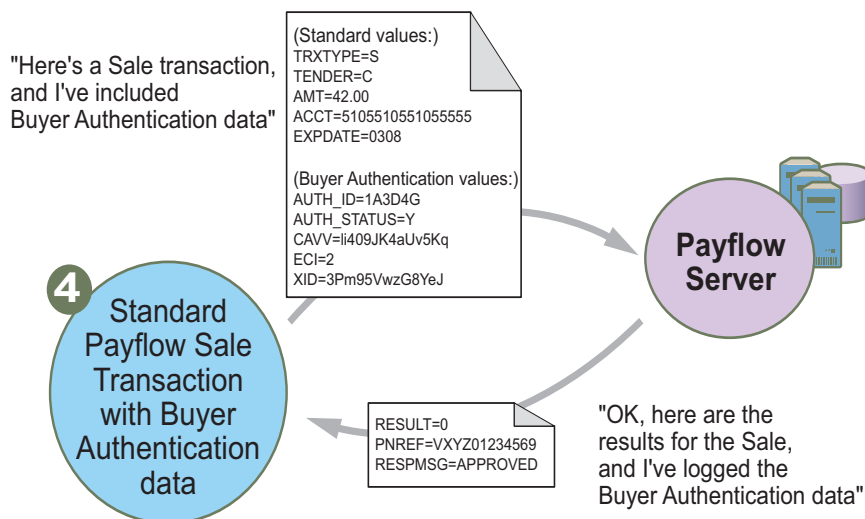 "Here's a Sale transaction,
and I've included
Buyer Authentication data"
(Standard values:)
TRXTYPE=S
TENDER=C
AMT=42.00
ACCT=5105510551055555
EXPDATE=0308
(Buyer Authentication values:)
AUTH_ID=1A3D4G
AUTH_STATUS=Y
CAVV=li409JK4aUv5Kq
ECI=2
XID=3Pm95VwzG8YeJ
Payflow
Server
4
Standard
Payflow Sale
Transaction
with Buyer
Authentication
data
RESULT=0
PNREF=VXYZ01234569
RESPMSG=APPROVED
"OK, here are the
results for the Sale,
and I've logged the
Buyer Authentication data"